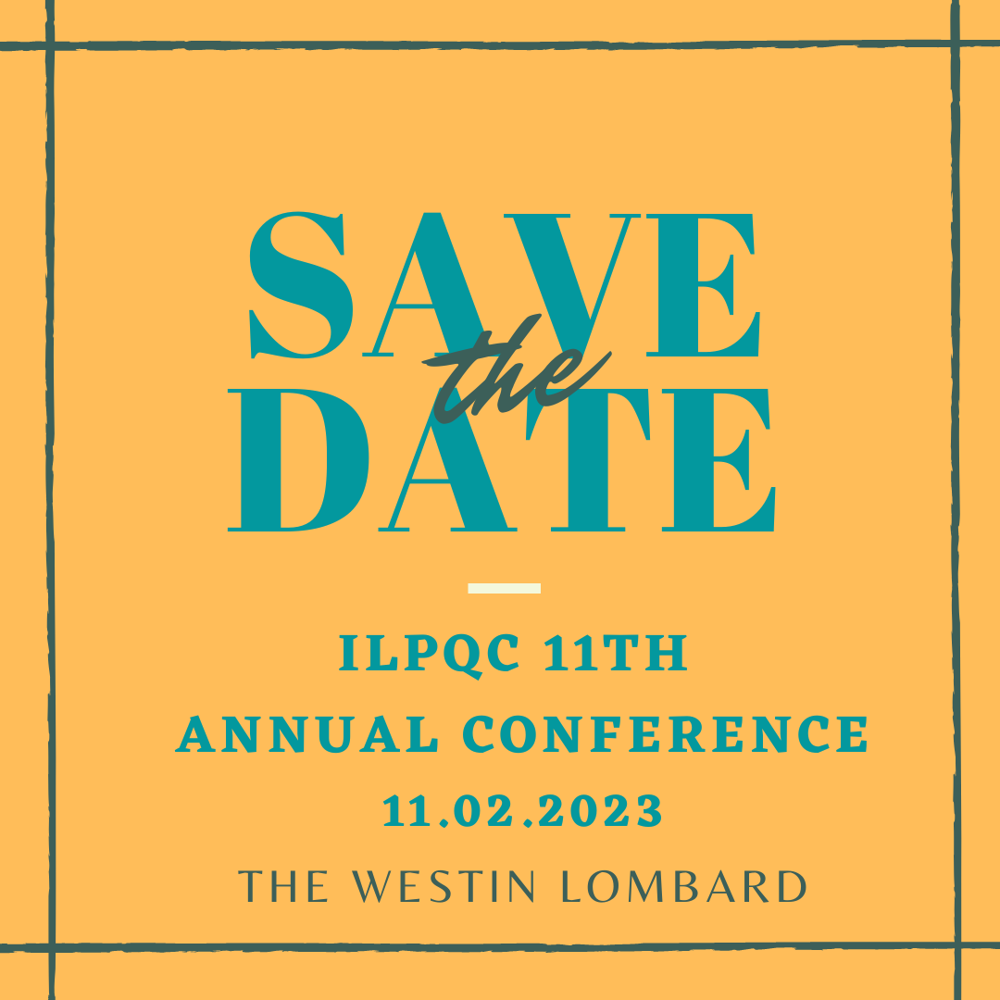 SAVE
the
DATE
ILPQC 11TH
ANNUAL CONFERENCE
11.02.2023
THE WESTIN LOMBARD